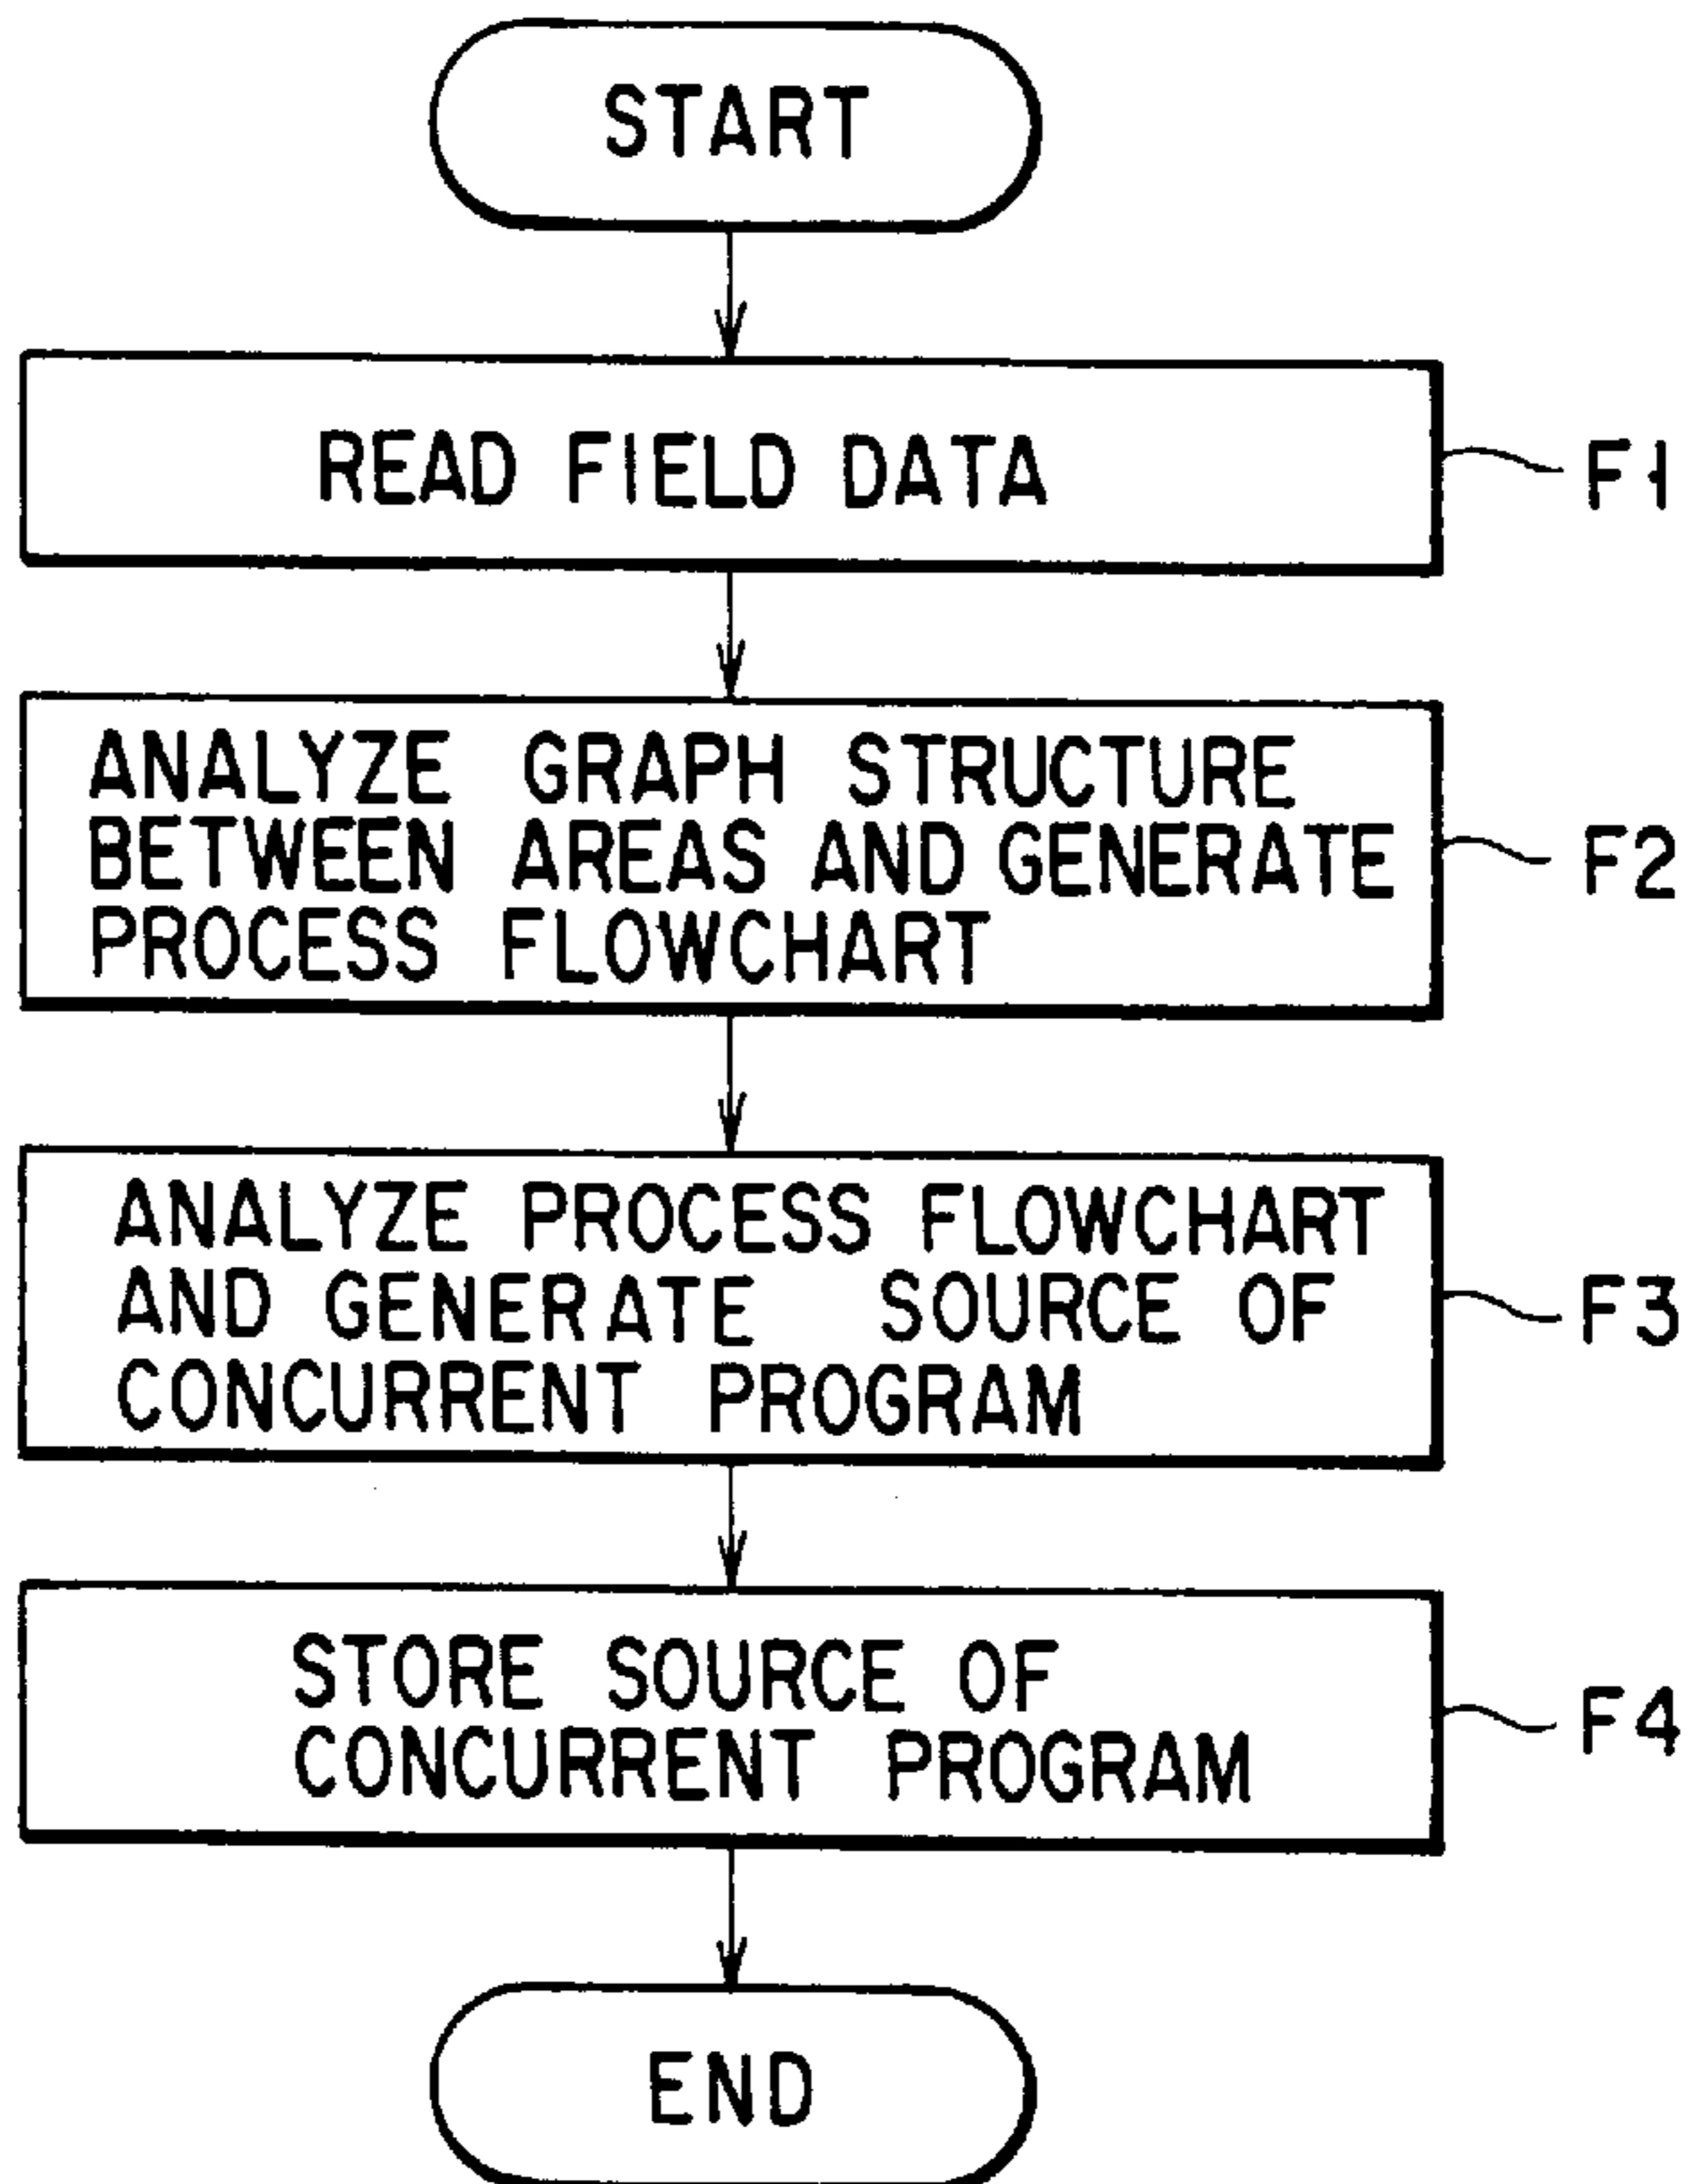 START
READ FIELD DATA
F1
ANALYZE GRAPH STRUCTURE
BETWEEN AREAS AND GENERATE
PROCESS FLOWCHART
F2
ANALYZE PROCESS FLOWCHART
AND GENERATE SOURCE OF
CONCURRENT PROGRAM
F3
STORE SOURCE OF
CONCURRENT PROGRAM
F4
END